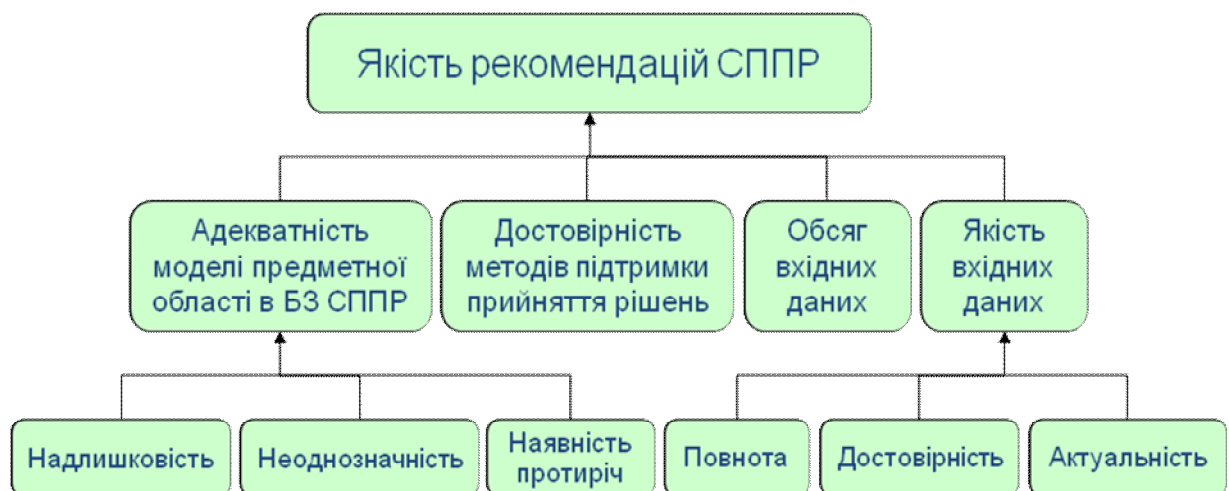 Якість рекомендацій СППР
Адекватність
моделі предметної
області в БЗ СППР
Достовірність
методів підтримки
прийняття рішень
Обсяг
вхідних
даних
Якість
вхідних
даних
Надлишковість
Неоднозначність
Наявність
протиріч
Повнота
Достовірність
Актуальність